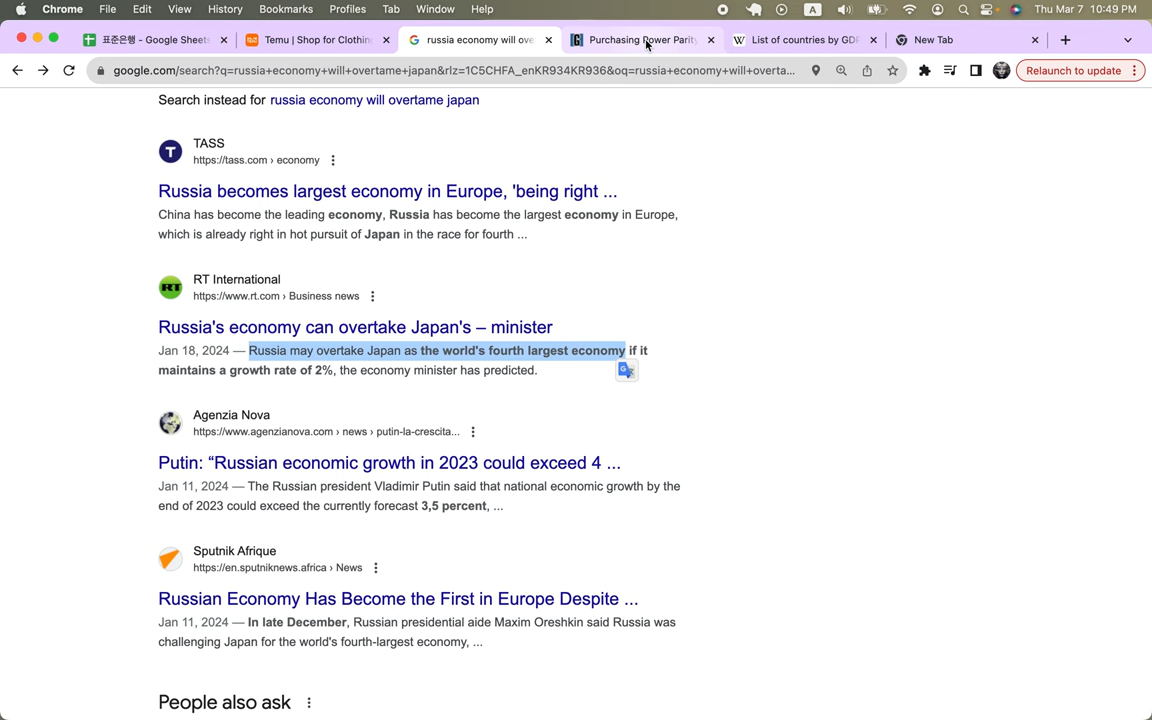 Chrome File Edit View History Bookmarks Profiles Tab Window Help A Thu Mar 7 10:49 PM
표준은행 - Google Sheets Temu | Shop for Clothin russia economy will ove Purchasing Power Parity List of countries by GDP New Tab
google.com/search?q=russia+economy+will+overtame+japan&rlz=1C5CHFA_enKR934KR936&oq=russia+economy+will+overta... Relaunch to update
Search instead for russia economy will overtame japan
T TASS
https://tass.com › economy
Russia becomes largest economy in Europe, 'being right ...
China has become the leading economy, Russia has become the largest economy in Europe,
which is already right in hot pursuit of Japan in the race for fourth ...
RT RT International
https://www.rt.com › Business news
Russia's economy can overtake Japan's – minister
Jan 18, 2024 — Russia may overtake Japan as the world's fourth largest economy if it
maintains a growth rate of 2%, the economy minister has predicted.
Agenzia Nova
https://www.agenzianova.com › news › putin-la-crescita...
Putin: “Russian economic growth in 2023 could exceed 4 ...
Jan 11, 2024 — The Russian president Vladimir Putin said that national economic growth by the
end of 2023 could exceed the currently forecast 3,5 percent, ...
Sputnik Afrique
https://en.sputniknews.africa › News
Russian Economy Has Become the First in Europe Despite ...
Jan 11, 2024 — In late December, Russian presidential aide Maxim Oreshkin said Russia was
challenging Japan for the world's fourth-largest economy, ...
People also ask